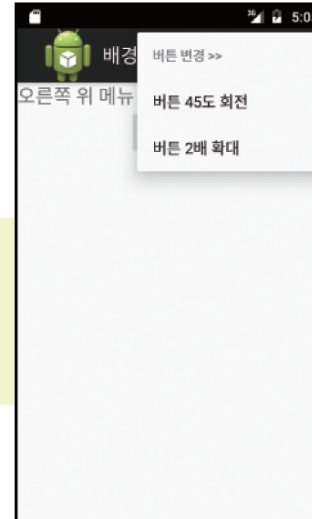 3G 5:0
배경
버튼 변경 >>
오른쪽 위 메뉴
버튼 45도 회전
버튼 2배 확대